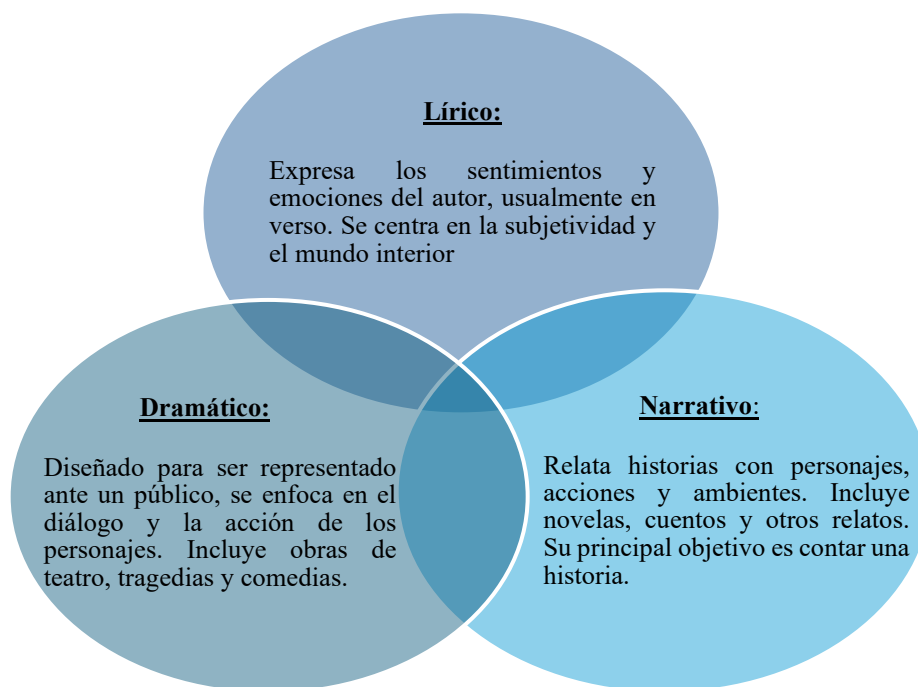 Lírico:
Expresa los sentimientos y
emociones del autor, usualmente en
verso. Se centra en la subjetividad y
el mundo interior
Dramático:
Diseñado para ser representado
ante un público, se enfoca en el
diálogo y la acción de los
personajes. Incluye obras de
teatro, tragedias y comedias.
Narrativo:
Relata historias con personajes,
acciones y ambientes. Incluye
novelas, cuentos y otros relatos.
Su principal objetivo es contar una
historia.